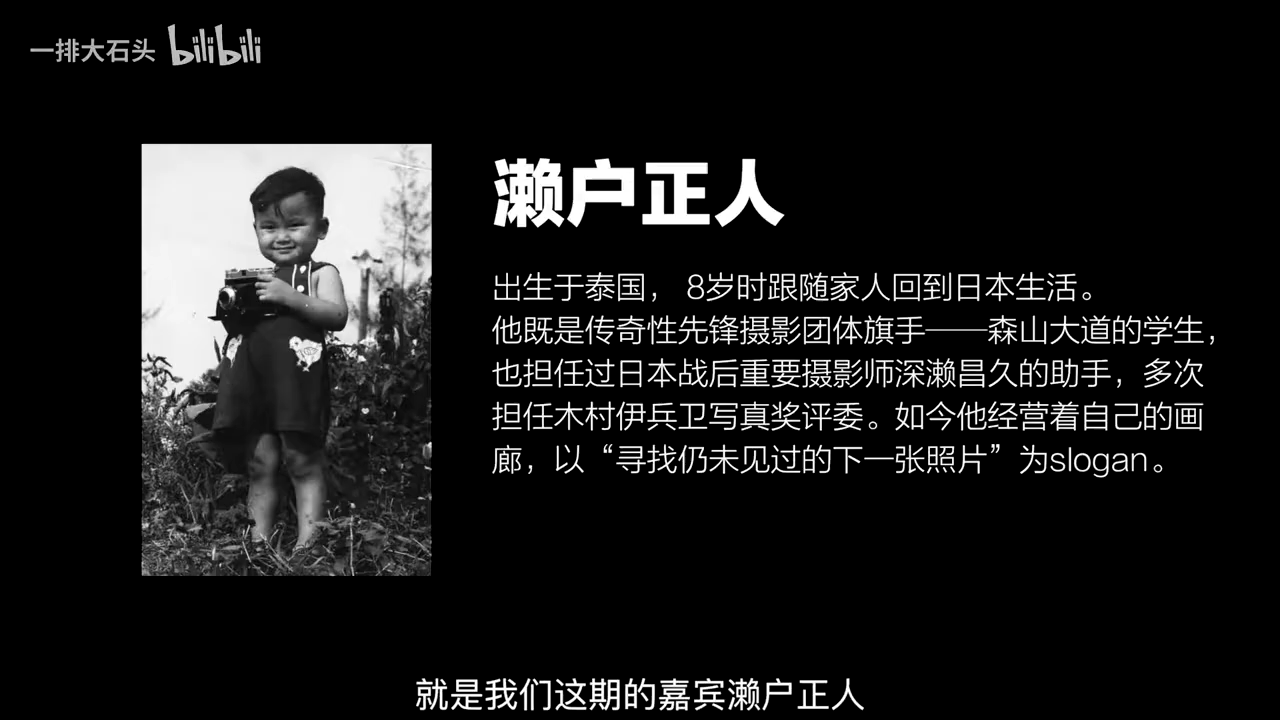 一排大石头 bilibili
濑户正人
出生于泰国， 8岁时跟随家人回到日本生活。
他既是传奇性先锋摄影团体旗手——森山大道的学生，
也担任过日本战后重要摄影师深濑昌久的助手，多次
担任木村伊兵卫写真奖评委。如今他经营着自己的画
廊，以“寻找仍未见过的下一张照片”为slogan。
就是我们这期的嘉宾濑户正人